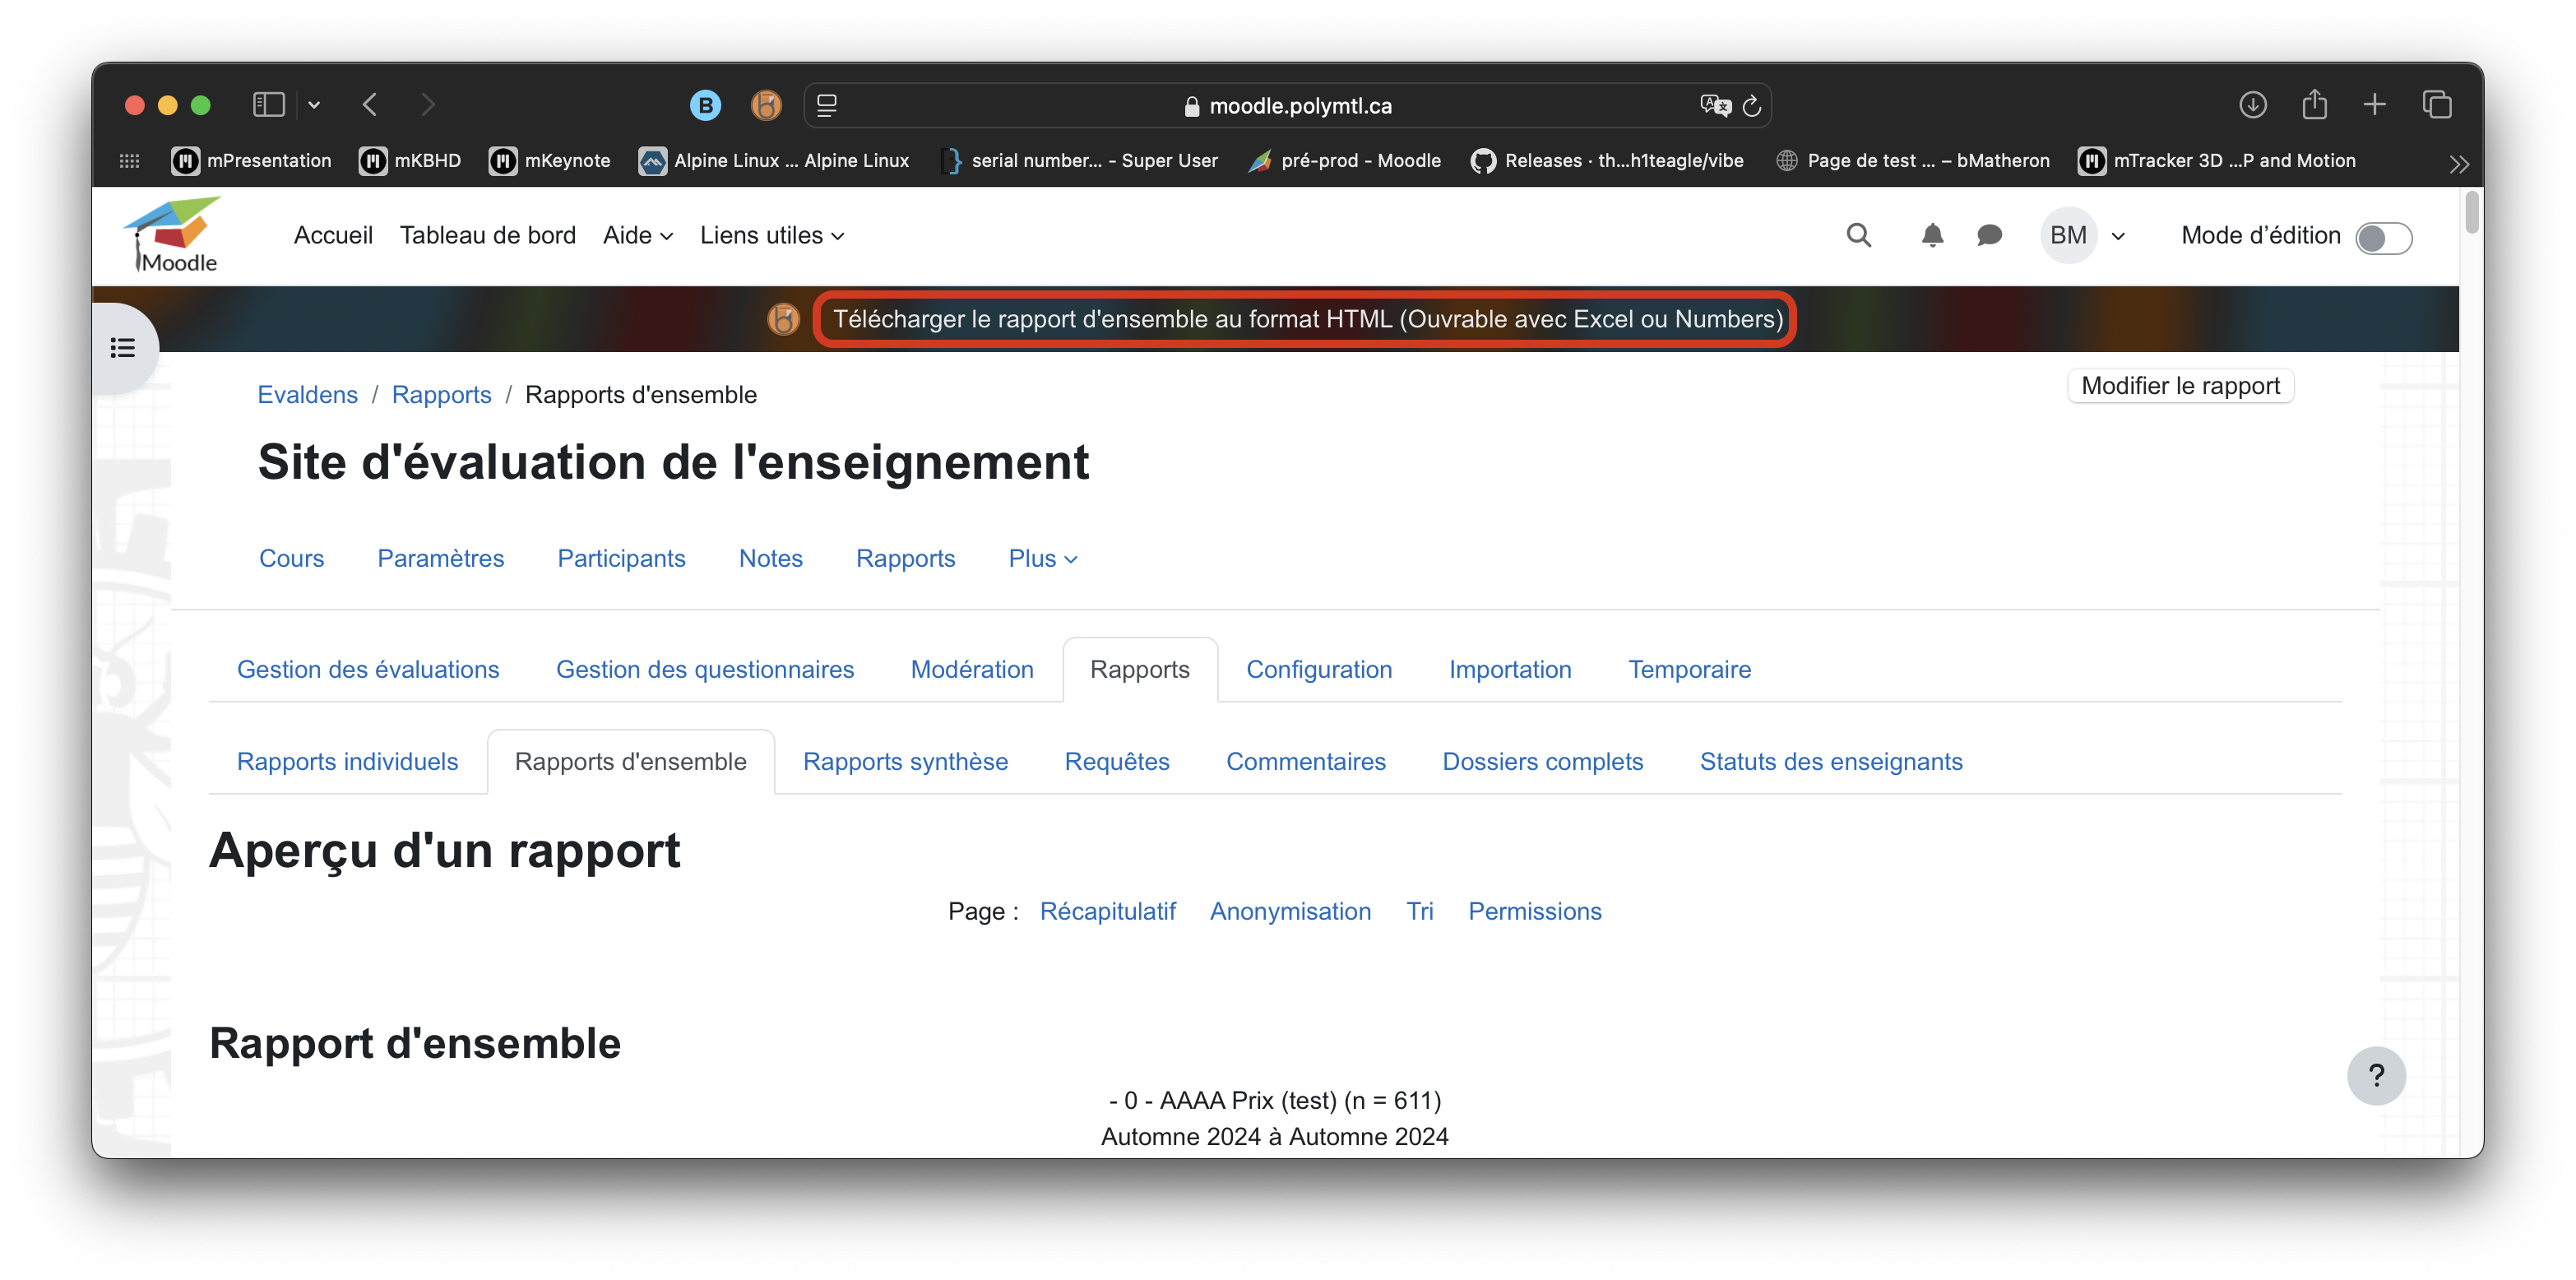 B
moodle.polymtl.ca
mPresentation
mKBHD
mKeynote
Alpine Linux ... Alpine Linux
serial number... - Super User
pré-prod - Moodle
Releases · th...h1teagle/vibe
Page de test ... – bMatheron
mTracker 3D ...P and Motion
Moodle
Accueil
Tableau de bord
Aide
Liens utiles
BM
Mode d’édition
Télécharger le rapport d'ensemble au format HTML (Ouvrable avec Excel ou Numbers)
Evaldens / Rapports / Rapports d'ensemble
Modifier le rapport
Site d'évaluation de l'enseignement
Cours
Paramètres
Participants
Notes
Rapports
Plus
Gestion des évaluations
Gestion des questionnaires
Modération
Rapports
Configuration
Importation
Temporaire
Rapports individuels
Rapports d'ensemble
Rapports synthèse
Requêtes
Commentaires
Dossiers complets
Statuts des enseignants
Aperçu d'un rapport
Page : Récapitulatif Anonymisation Tri Permissions
Rapport d'ensemble
- 0 - AAAA Prix (test) (n = 611)
Automne 2024 à Automne 2024
?